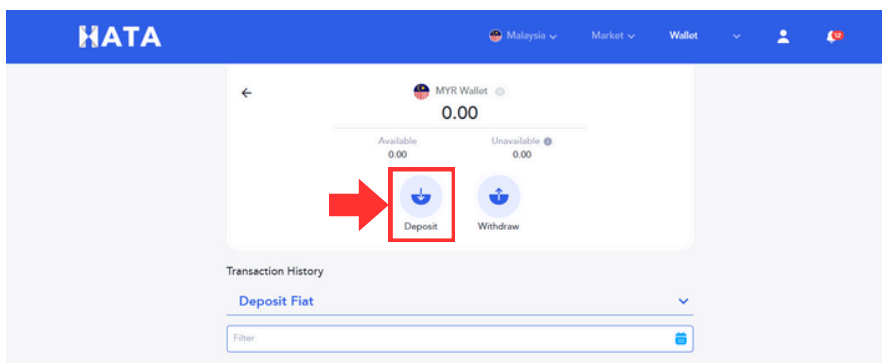 HATA
Malaysia
Market
Wallet
12
MYR Wallet
0.00
Available
Unavailable
0.00
0.00
Deposit
Withdraw
Transaction History
Deposit Fiat
Filter